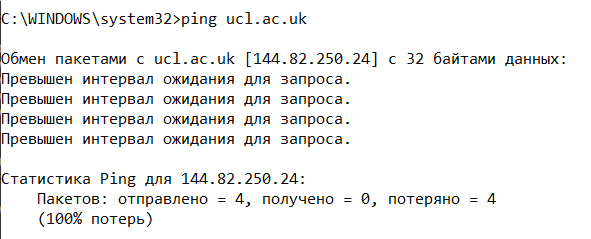 C:\WINDOWS\system32>ping ucl.ac.uk
Обмен пакетами с ucl.ac.uk [144.82.250.24] с 32 байтами данных:
Превышен интервал ожидания для запроса.
Превышен интервал ожидания для запроса.
Превышен интервал ожидания для запроса.
Превышен интервал ожидания для запроса.
Статистика Ping для 144.82.250.24:
Пакетов: отправлено = 4, получено = 0, потеряно = 4
(100% потерь)